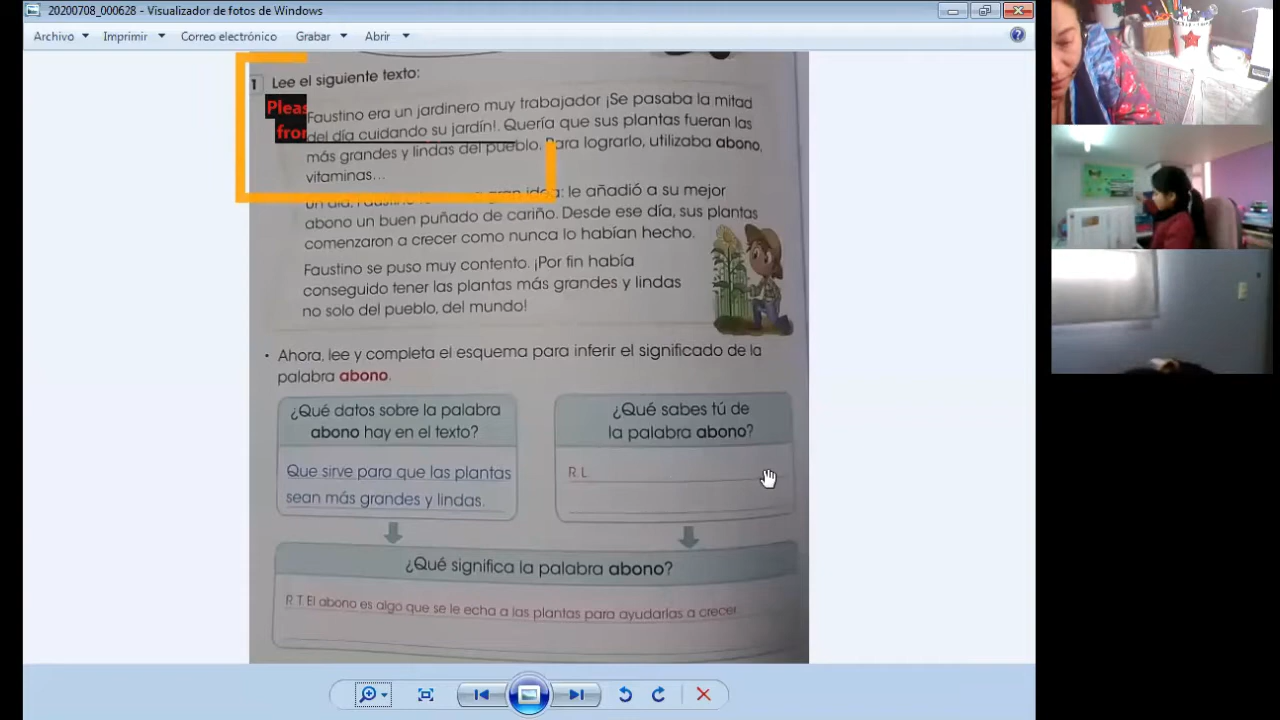 20200708_000628 - Visualizador de fotos de Windows
Archivo Imprimir Correo electrónico Grabar Abrir
1 Lee el siguiente texto:
Faustino era un jardinero muy trabajador ¡Se pasaba la mitad
del día cuidando su jardín!. Quería que sus plantas fueran las
más grandes y lindas del pueblo. Para lograrlo, utilizaba abono,
vitaminas...
un día, gran idea: le añadió a su mejor
abono un buen puñado de cariño. Desde ese día, sus plantas
comenzaron a crecer como nunca lo habían hecho.
Faustino se puso muy contento. ¡Por fin había
conseguido tener las plantas más grandes y lindas
no solo del pueblo, del mundo!
• Ahora, lee y completa el esquema para inferir el significado de la
palabra abono.
¿Qué datos sobre la palabra
abono hay en el texto?
Que sirve para que las plantas
sean más grandes y lindas.
¿Qué sabes tú de
la palabra abono?
R L
¿Qué significa la palabra abono?
R T El abono es algo que se le echa a las plantas para ayudarlas a crecer